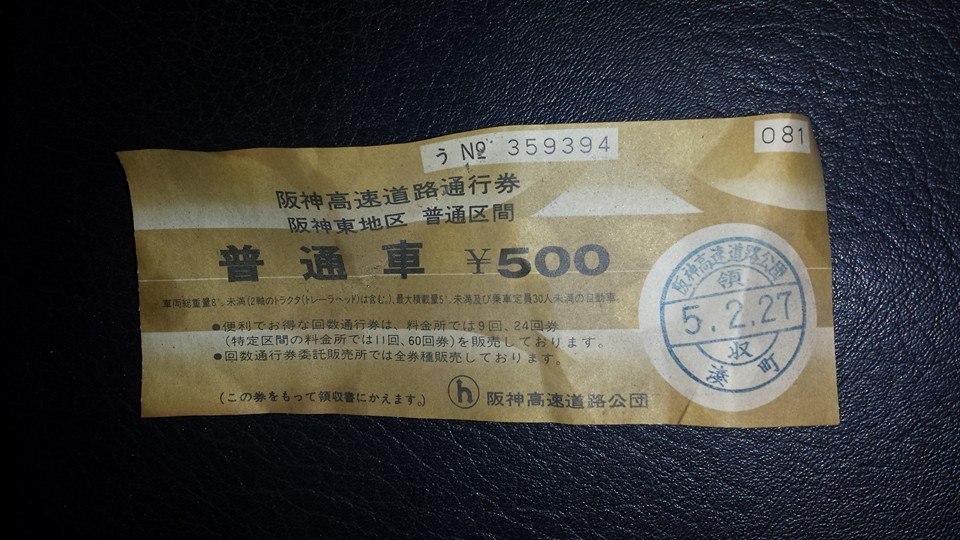 う No 359394
081
阪神高速道路通行券
阪神東地区 普通区間
普通車 ¥500
車両総重量8t未満(2軸のトラクタ(トレーラヘッド)は含む。)、最大積載量5t未満及び乗車定員30人未満の自動車。
●便利でお得な回数通行券は、料金所では9回、24回券
(特定区間の料金所では11回、60回券)を販売しております。
●回数通行券委託販売所では全券種販売しております。
(この券をもって領収書にかえます。)
h 阪神高速道路公団
阪神高速道路公団
領
5.2.27
収
湊町